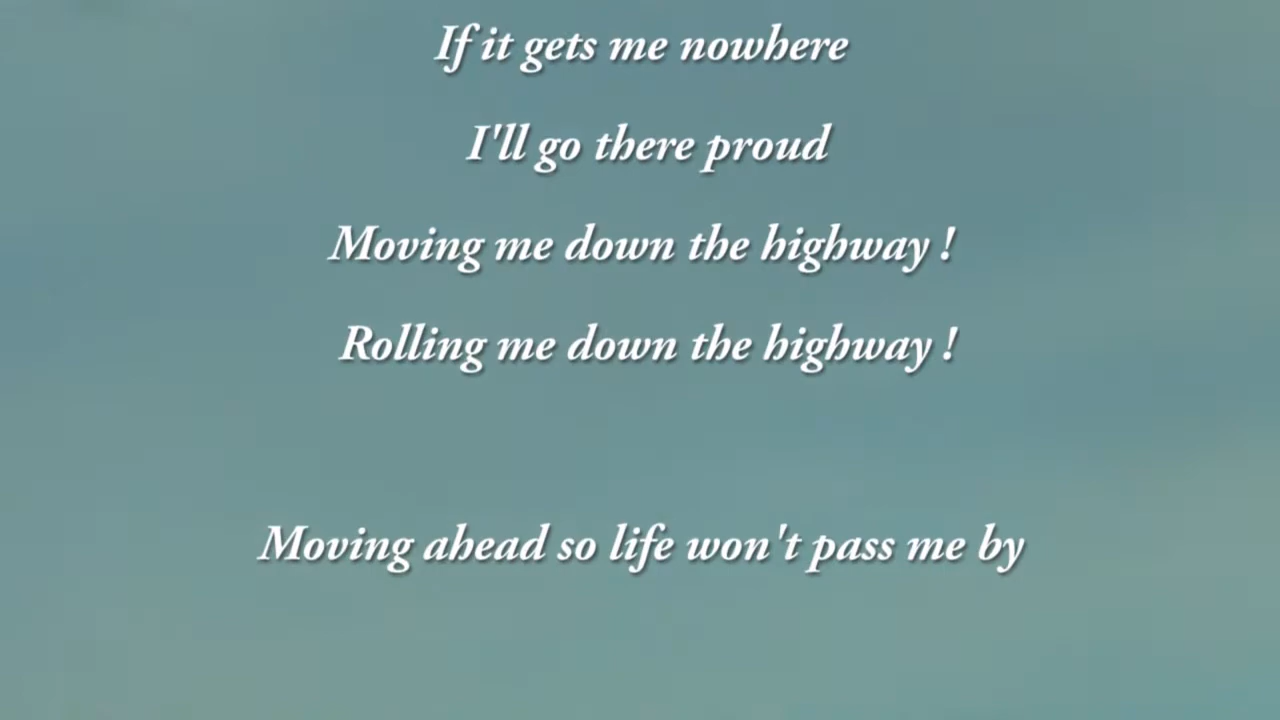 If it gets me nowhere
I'll go there proud
Moving me down the highway !
Rolling me down the highway !
Moving ahead so life won't pass me by